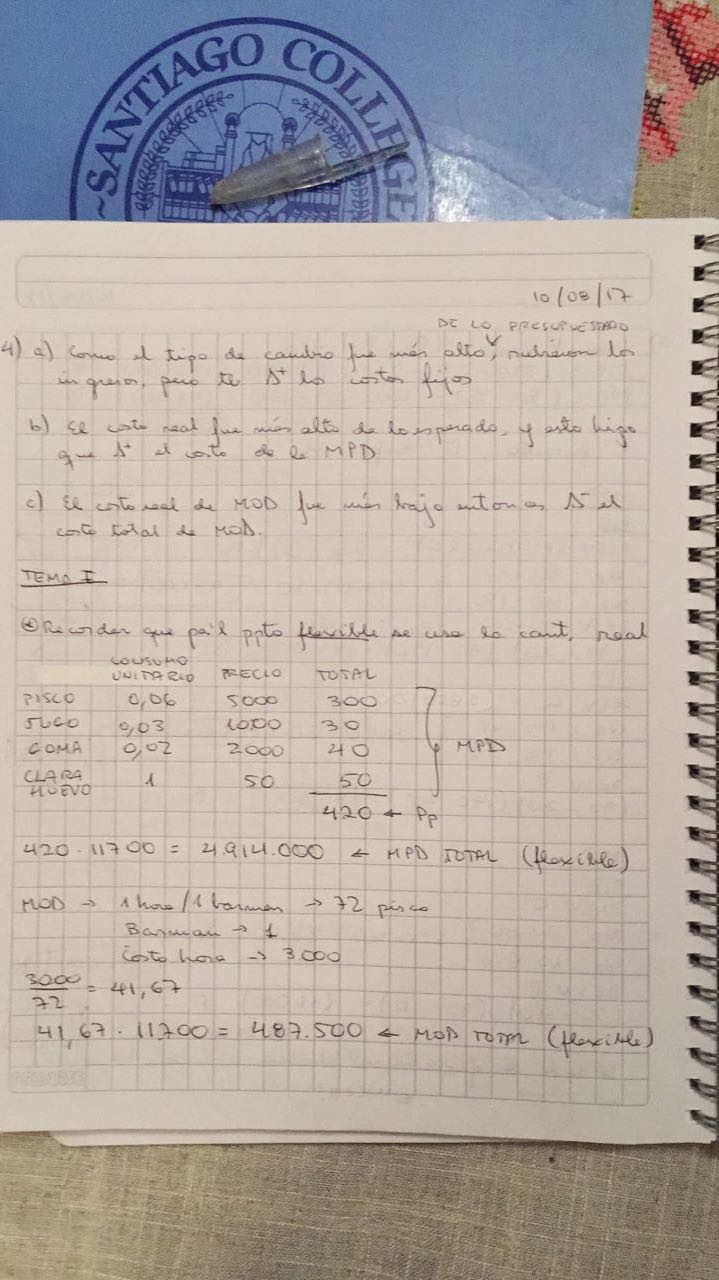 ~SANTIAGO COLLEGE
10/08/17
DE LO PRESUPUESTADO
4) a) Como el tipo de cambio fue más alto, subieron los
ingresos, pero tb Δ+ los costos fijos
b) El costo real fue más alto de lo esperado, y esto hizo
que Δ+ el costo de la MPD
c) El costo real de MOD fue más bajo entonces Δ- el
costo total de MOD.
TEMA I
* Recordar que pa'l ppto flexible se usa la cant. real
CONSUMO UNITARIO PRECIO TOTAL
PISCO 0,06 5000 300
JUGO 0,03 1000 30
GOMA 0,02 2000 40
MPD
CLARA HUEVO 1 50 50
420 ← Pp
420 · 11700 = 4.914.000 ← MPD TOTAL (flexible)
MOD → 1 hora/1 barman → 72 pisco
Barman → 1
Costo hora → 3.000
3000/72 = 41,67
41,67 · 11700 = 487.500 ← MOD TOTAL (flexible)